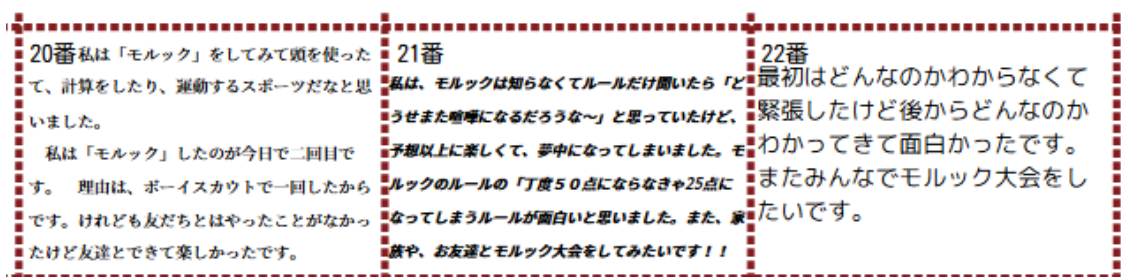 20番私は「モルック」をしてみて頭を使った
て、計算をしたり、運動するスポーツだなと思
いました。
　私は「モルック」したのが今日で二回目で
す。　理由は、ボーイスカウトで一回したから
です。けれども友だちとはやったことがなかっ
たけど友達とできて楽しかったです。
21番
私は、モルックは知らなくてルールだけ聞いたら「ど
うせまた喧嘩になるだろうな～」と思っていたけど、
予想以上に楽しくて、夢中になってしまいました。モ
ルックのルールの「丁度５０点にならなきゃ25点に
なってしまうルールが面白いと思いました。また、家
族や、お友達とモルック大会をしてみたいです！！
22番
最初はどんなのかわからなくて
緊張したけど後からどんなのか
わかってきて面白かったです。
またみんなでモルック大会をし
たいです。